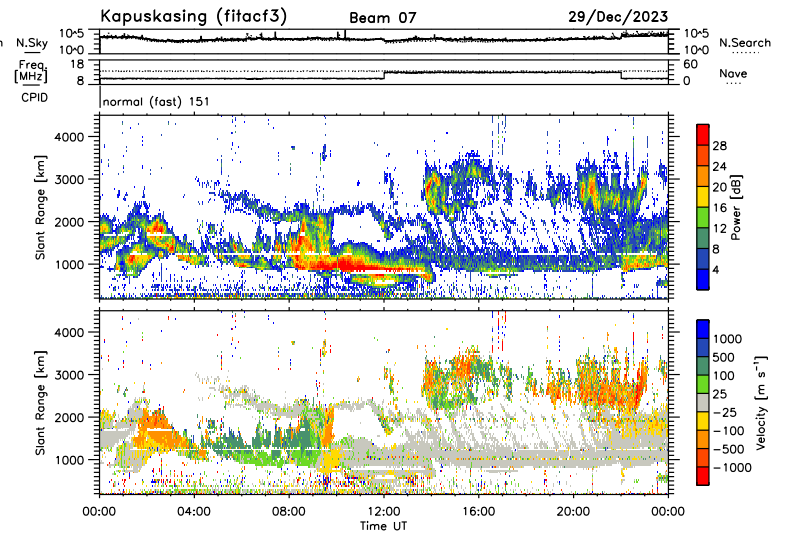 Kapuskasing (fitacf3) Beam 07 29/Dec/2023
N.Sky 10^5 10^0 10^5 10^0 N.Search
Freq. [MHz] 18 8 60 40 Nave
CPID normal (fast) 151
Slant Range [km]
4000
3000
2000
1000
28
24
20
16
12
8
4
Power [dB]
Slant Range [km]
4000
3000
2000
1000
1000
500
100
25
−25
−100
−500
−1000
Velocity [m s⁻¹]
00:00 04:00 08:00 12:00 16:00 20:00 00:00
Time UT